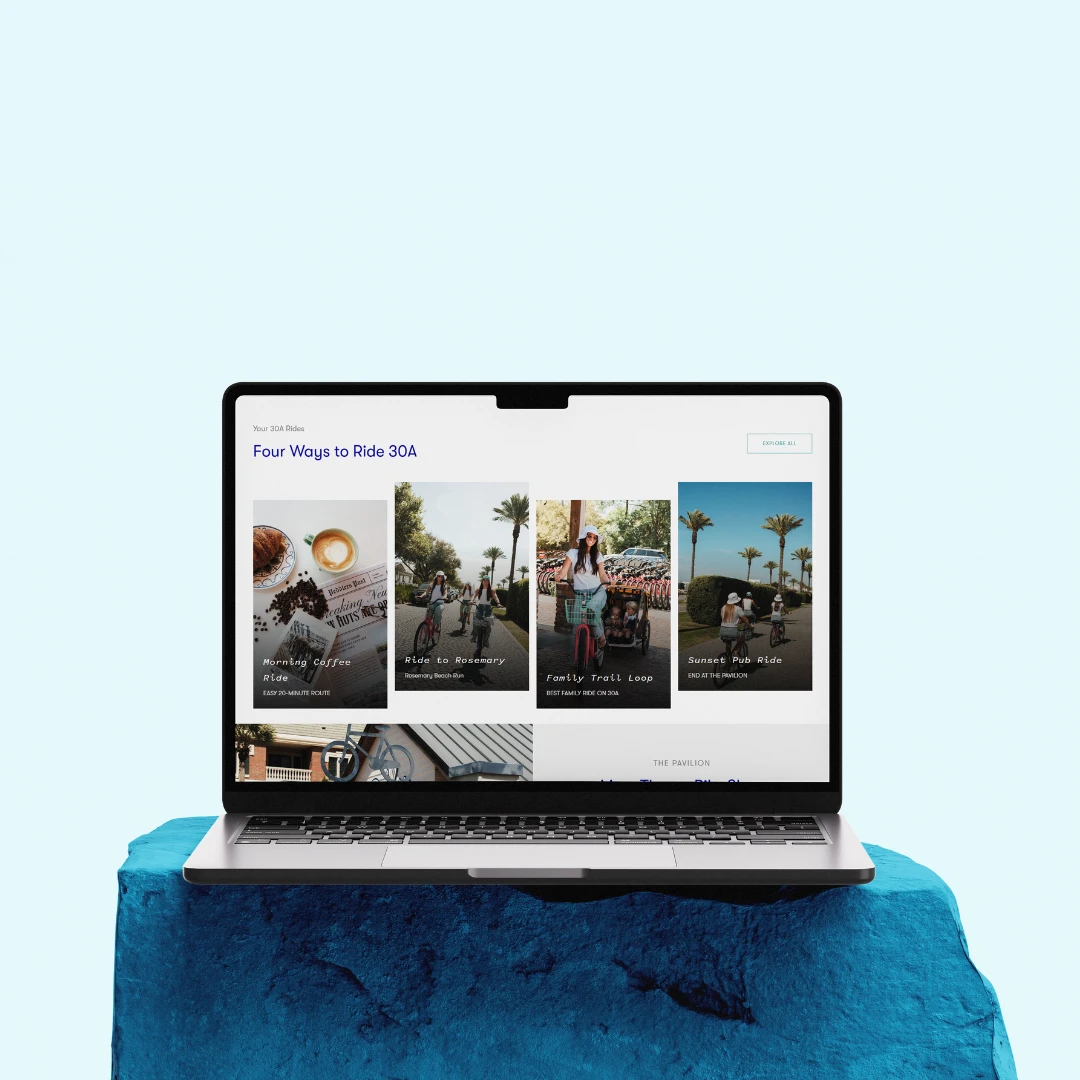 Your 30A Rides
Four Ways to Ride 30A
EXPLORE ALL
Peddlers Post
Morning Coffee
Ride
EASY 20-MINUTE ROUTE
Ride to Rosemary
Rosemary Beach Run
Family Trail Loop
BEST FAMILY RIDE ON 30A
Sunset Pub Ride
END AT THE PAVILION
THE PAVILION